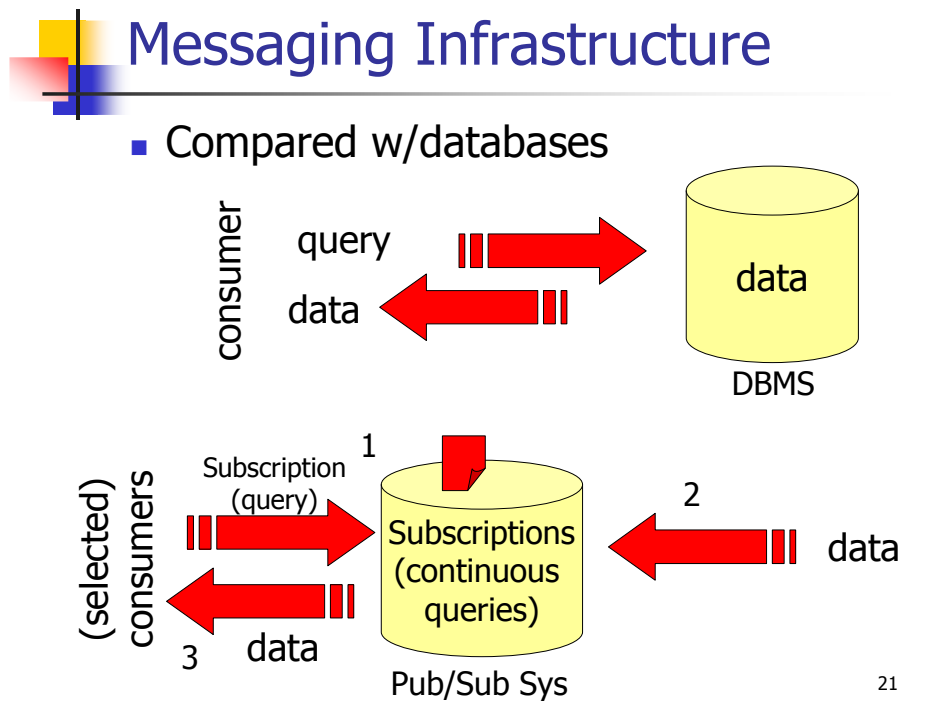 Messaging Infrastructure
Compared w/databases
consumer
query
data
data
DBMS
(selected)
consumers
1
Subscription
(query)
Subscriptions
(continuous
queries)
2
data
3
data
Pub/Sub Sys
21